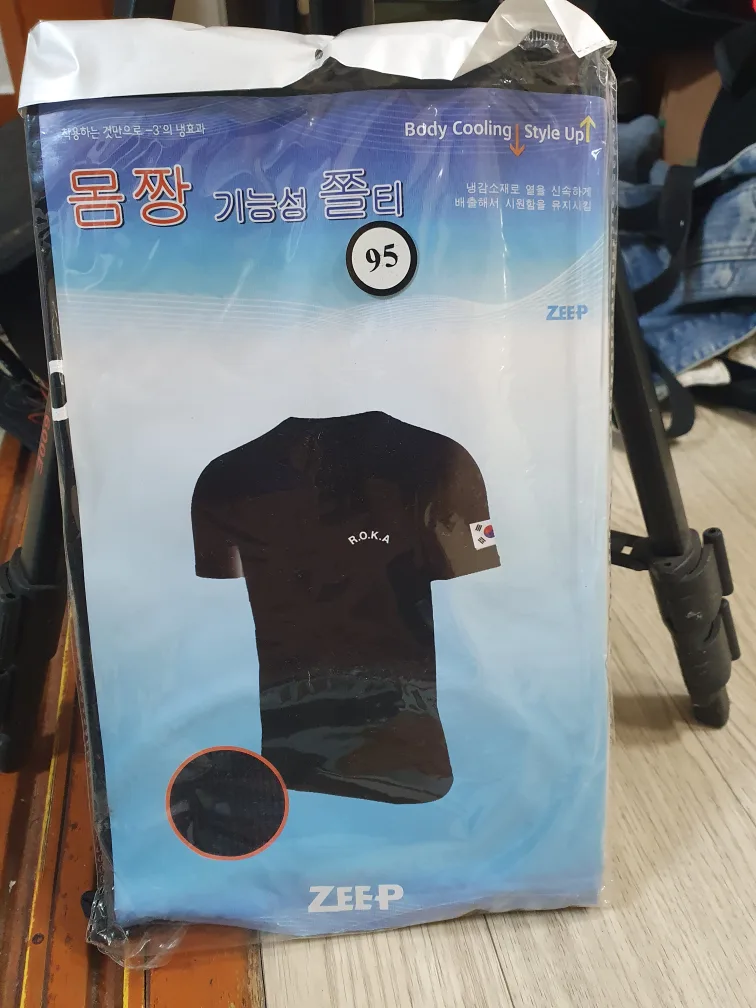 착용하는 것만으로 -3°의 냉효과
Body Cooling↓ Style Up↑
몸짱 기능성 쫄티
냉감소재로 열을 신속하게
배출해서 시원함을 유지시킴
95
ZEEP
R.O.K.A
ZEEP